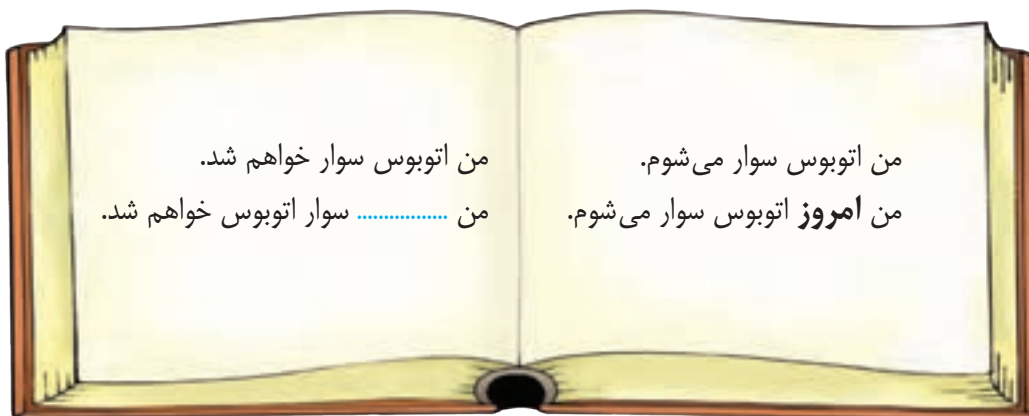 من اتوبوس سوار می‌شوم.
من امروز اتوبوس سوار می‌شوم.
من اتوبوس سوار خواهم شد.
من ................ سوار اتوبوس خواهم شد.